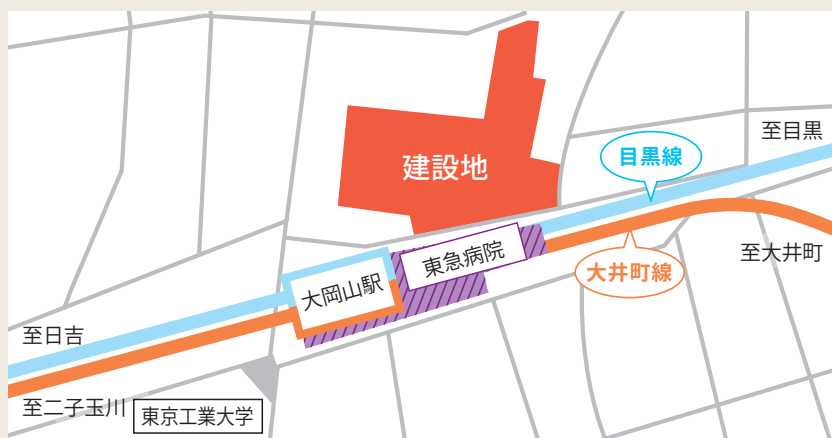 至目黒
目黒線
建設地
東急病院
至大井町
大井町線
大岡山駅
至日吉
至二子玉川
東京工業大学